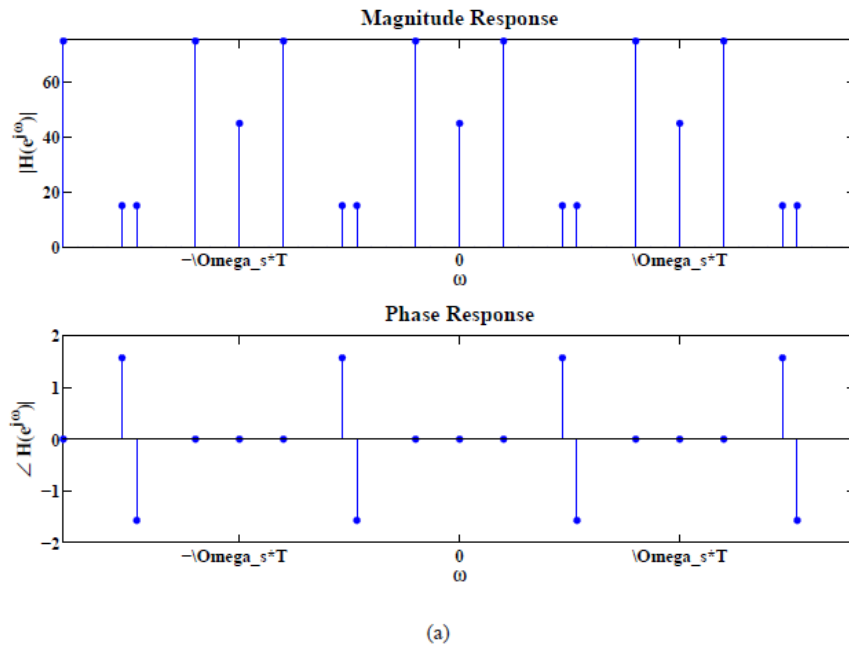 Magnitude Response
|H(e^jω)|
60
40
20
0
−\Omega_s*T 0 \Omega_s*T
ω
Phase Response
∠ H(e^jω)|
2
1
0
−1
−2
−\Omega_s*T 0 \Omega_s*T
ω
(a)